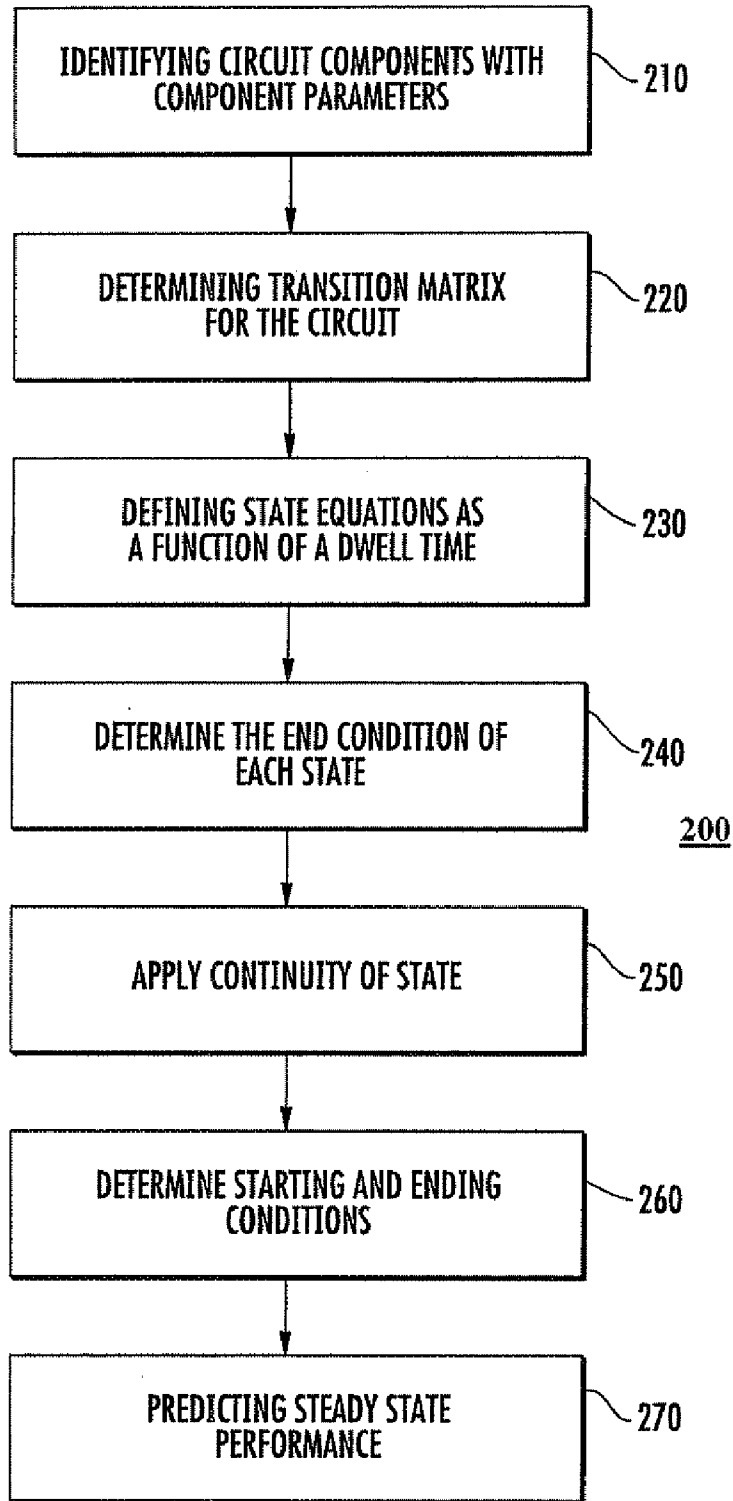 IDENTIFYING CIRCUIT COMPONENTS WITH
COMPONENT PARAMETERS
210
DETERMINING TRANSITION MATRIX
FOR THE CIRCUIT
220
DEFINING STATE EQUATIONS AS
A FUNCTION OF A DWELL TIME
230
DETERMINE THE END CONDITION OF
EACH STATE
240
200
APPLY CONTINUITY OF STATE
250
DETERMINE STARTING AND ENDING
CONDITIONS
260
PREDICTING STEADY STATE
PERFORMANCE
270